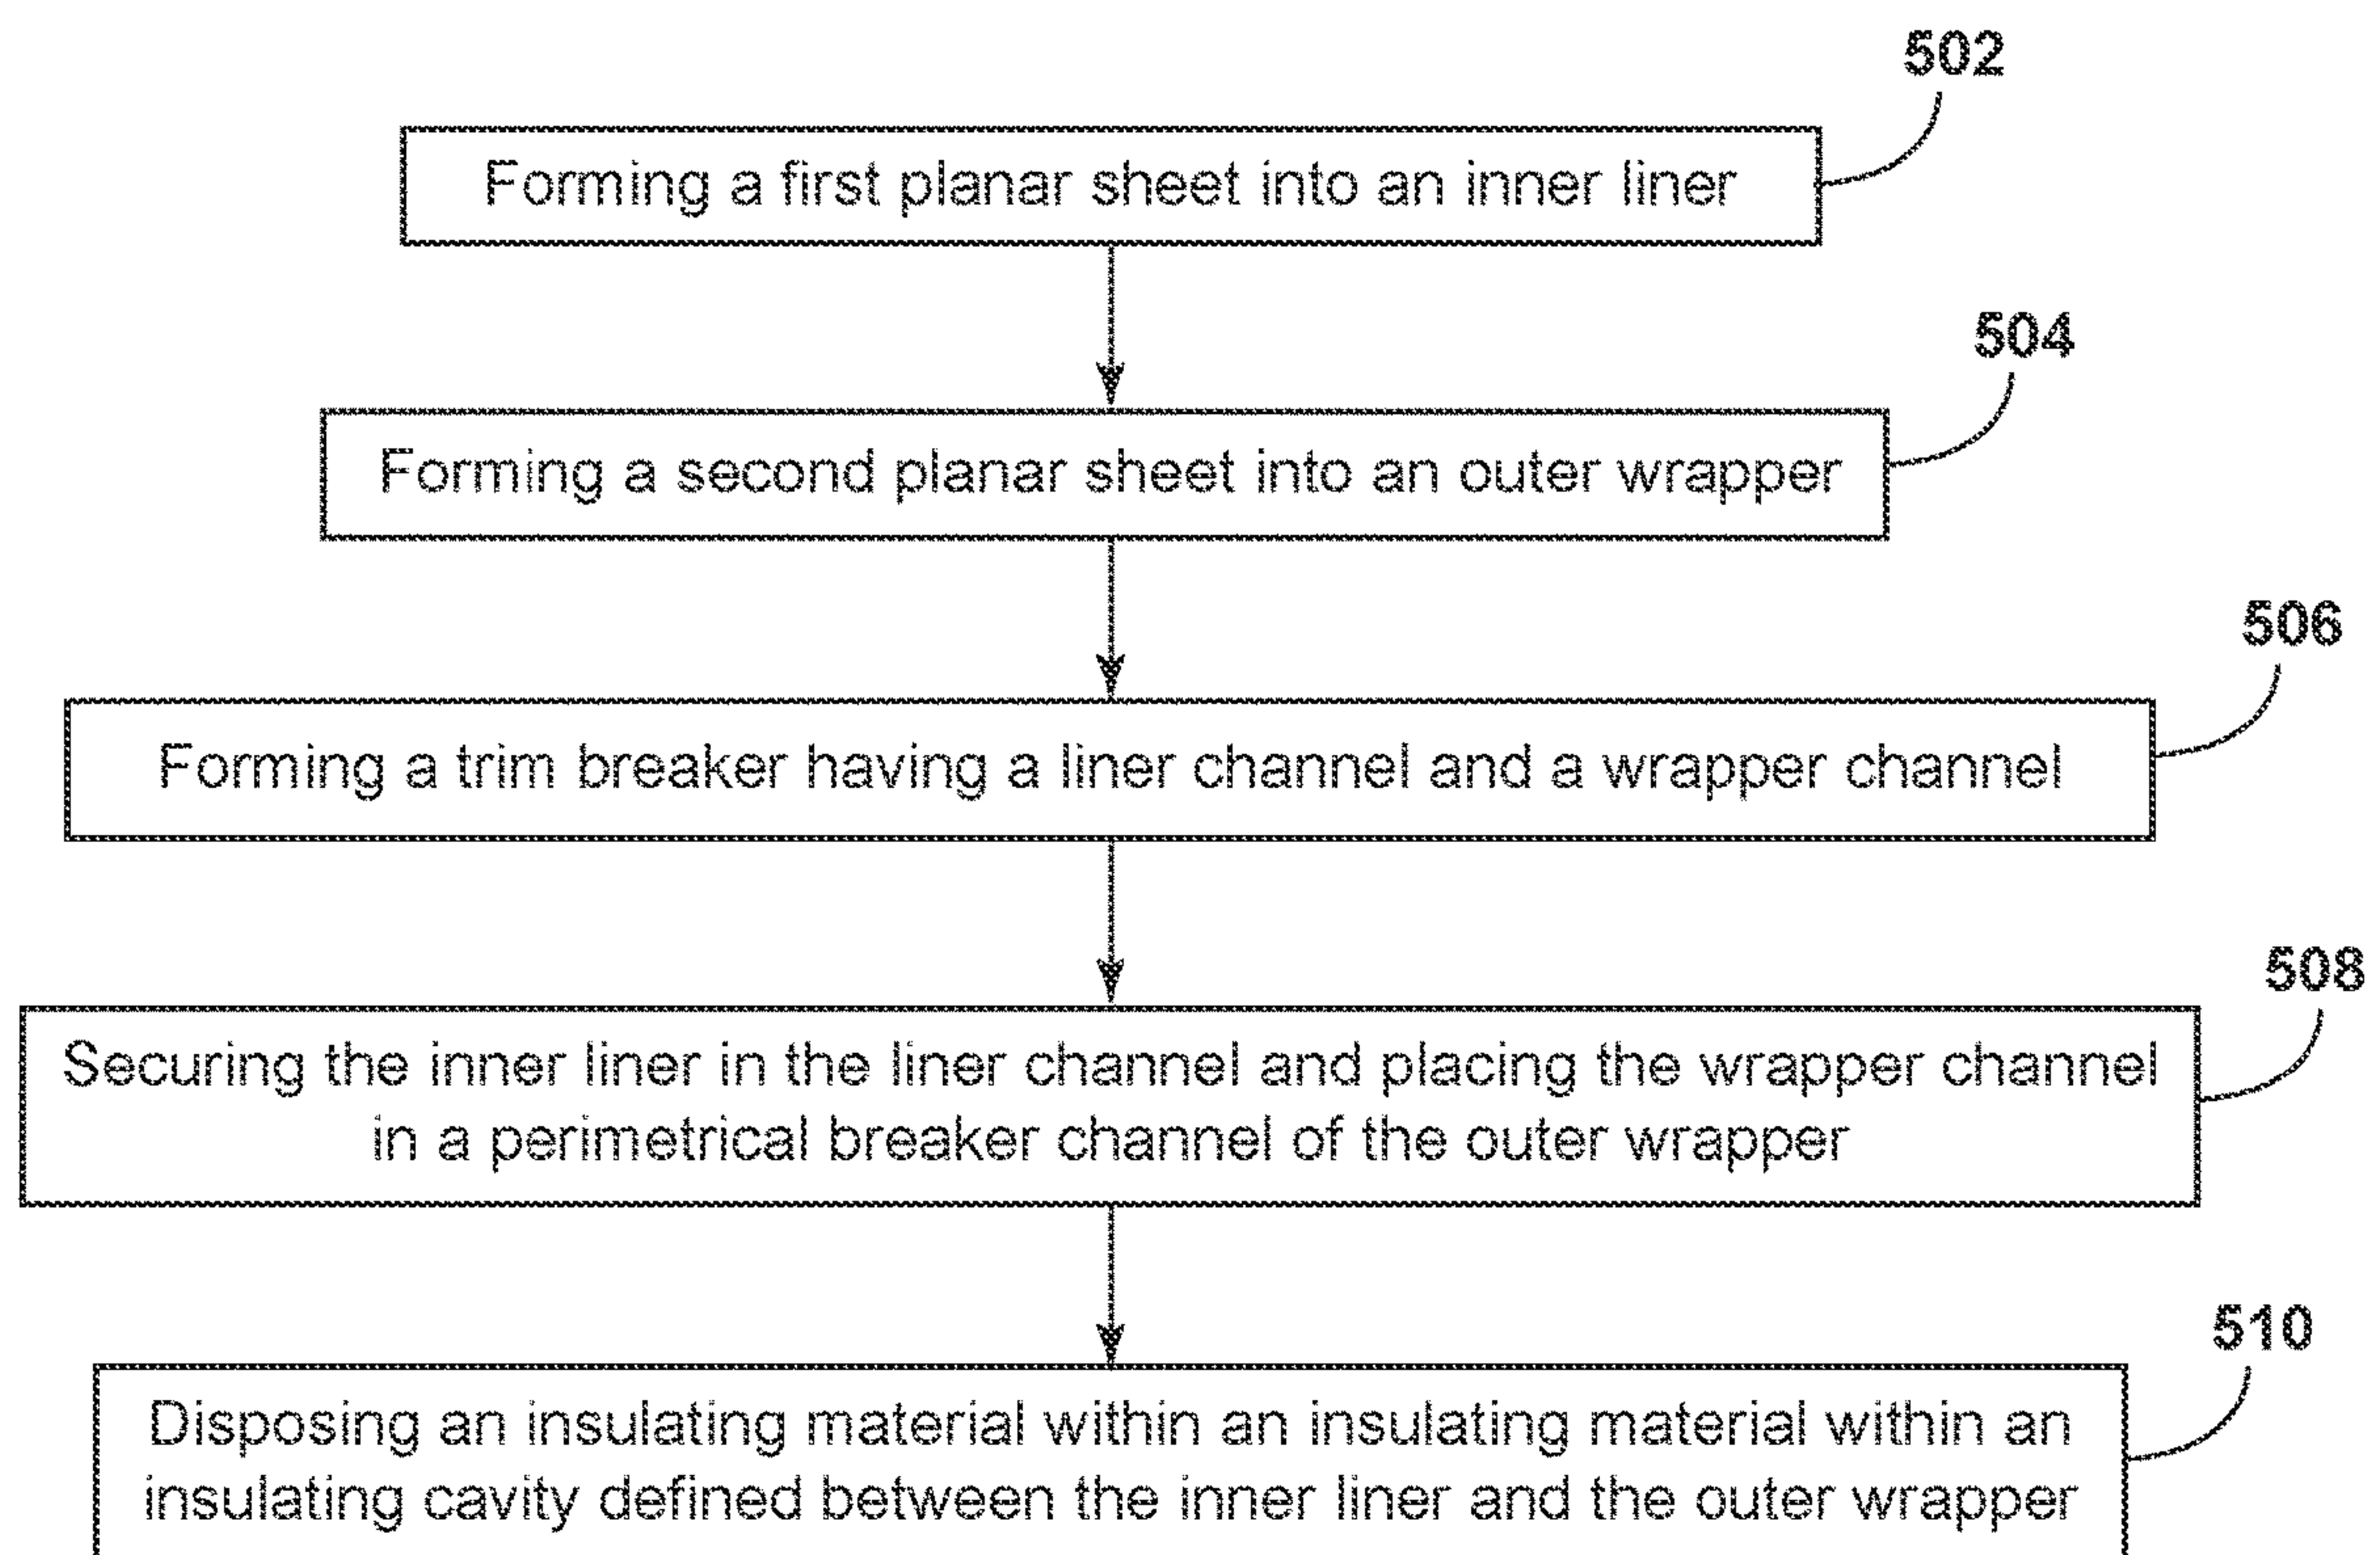 502
Forming a first planar sheet into an inner liner
504
Forming a second planar sheet into an outer wrapper
506
Forming a trim breaker having a liner channel and a wrapper channel
508
Securing the inner liner in the liner channel and placing the wrapper channel
in a perimetrical breaker channel of the outer wrapper
510
Disposing an insulating material within an insulating material within an
insulating cavity defined between the inner liner and the outer wrapper